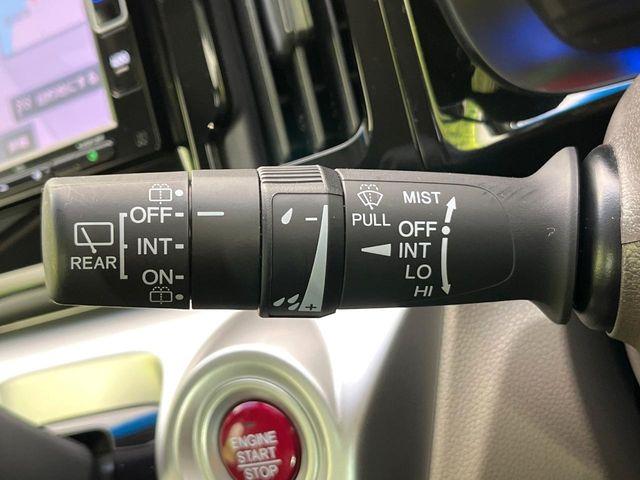 REAR
OFF
INT
ON
−
+
PULL
MIST
OFF
INT
LO
HI
ENGINE
START
STOP